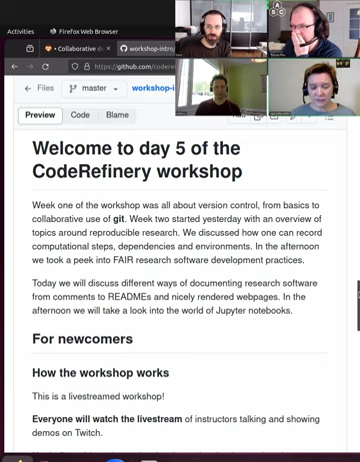 Activities
Firefox Web Browser
Collaborative d
workshop-intro/
https://github.com/coderef
Files
master
workshop-i
Preview
Code
Blame
Welcome to day 5 of the
CodeRefinery workshop
Week one of the workshop was all about version control, from basics to
collaborative use of git. Week two started yesterday with an overview of
topics around reproducible research. We discussed how one can record
computational steps, dependencies and environments. In the afternoon
we took a peek into FAIR research software development practices.
Today we will discuss different ways of documenting research software
from comments to READMEs and nicely rendered webpages. In the
afternoon we will take a look into the world of Jupyter notebooks.
For newcomers
How the workshop works
This is a livestreamed workshop!
Everyone will watch the livestream of instructors talking and showing
demos on Twitch.